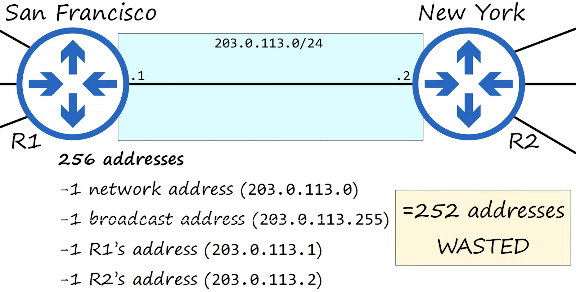 San Francisco
New York
203.0.113.0/24
.1
.2
R1
R2
256 addresses
-1 network address (203.0.113.0)
-1 broadcast address (203.0.113.255)
-1 R1's address (203.0.113.1)
-1 R2's address (203.0.113.2)
=252 addresses
WASTED